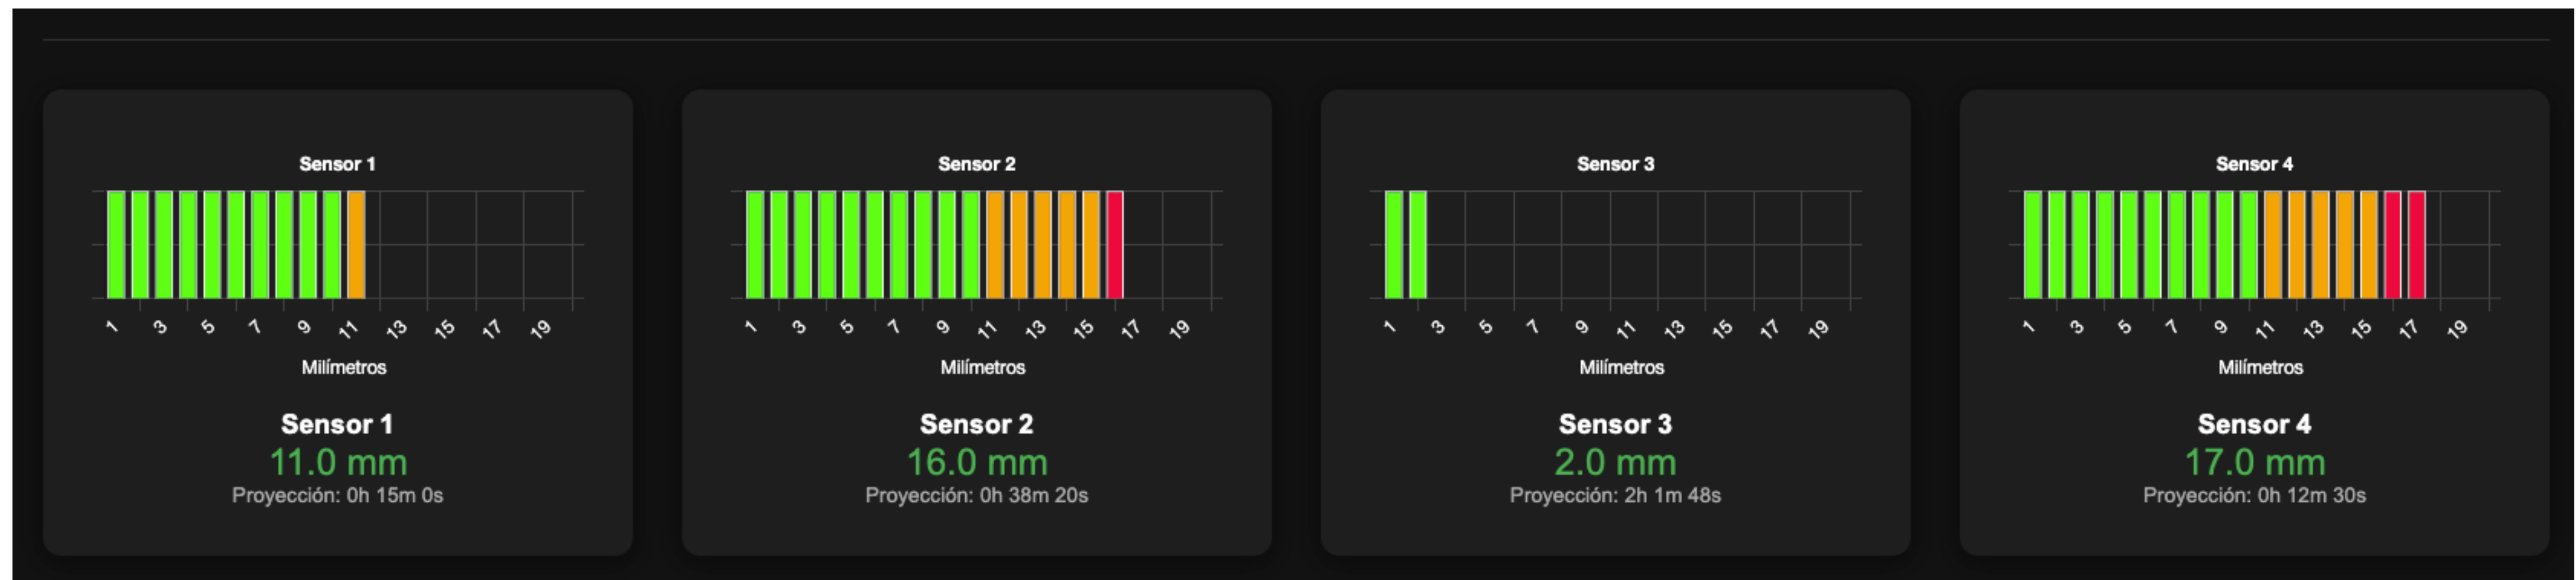 Sensor 1
1 3 5 7 9 11 13 15 17 19
Milímetros
Sensor 1
11.0 mm
Proyección: 0h 15m 0s
Sensor 2
1 3 5 7 9 11 13 15 17 19
Milímetros
Sensor 2
16.0 mm
Proyección: 0h 38m 20s
Sensor 3
1 3 5 7 9 11 13 15 17 19
Milímetros
Sensor 3
2.0 mm
Proyección: 2h 1m 48s
Sensor 4
1 3 5 7 9 11 13 15 17 19
Milímetros
Sensor 4
17.0 mm
Proyección: 0h 12m 30s